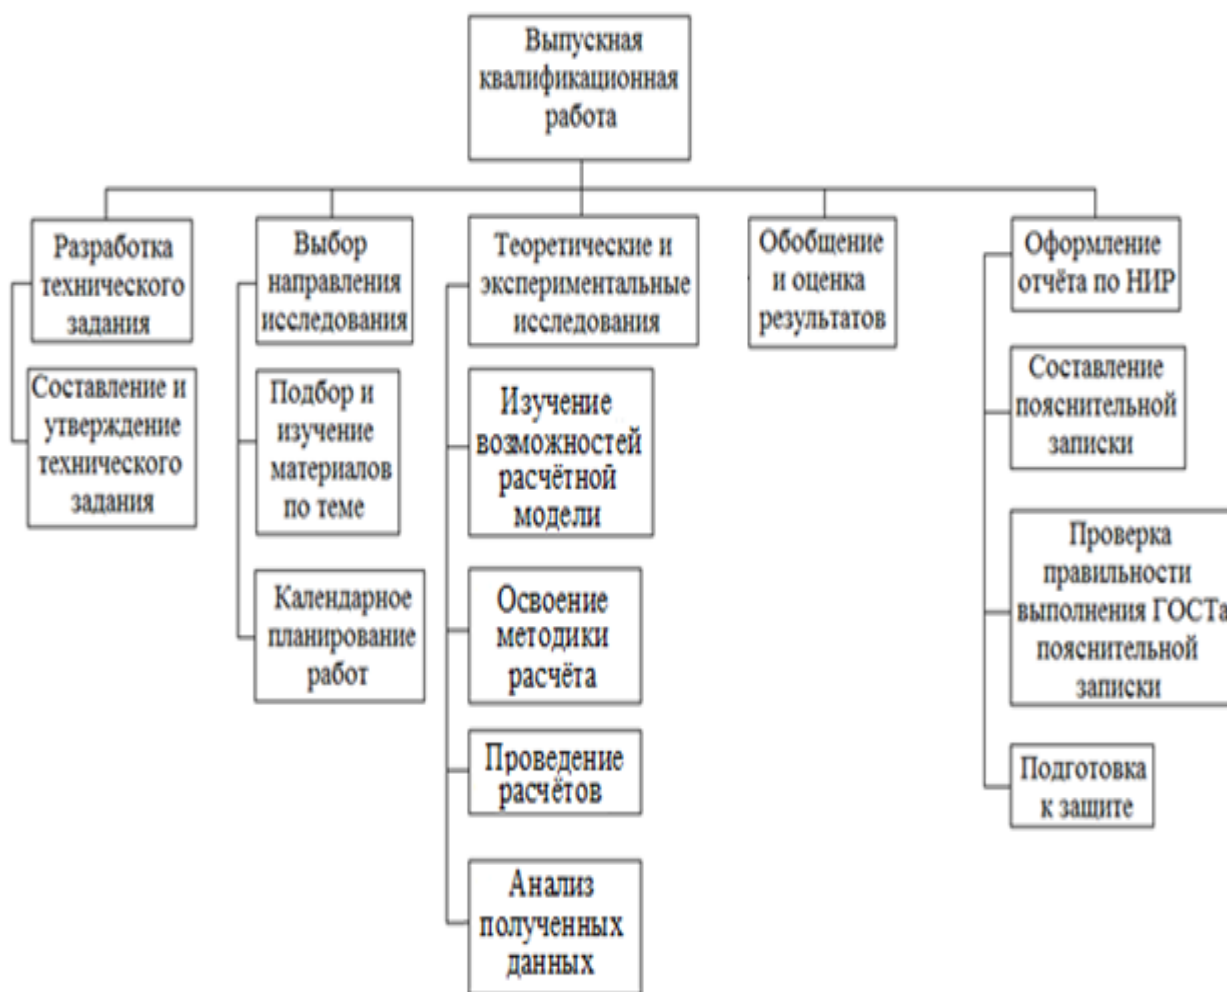 Выпускная
квалификационная
работа
Разработка
технического
задания
Составление и
утверждение
технического
задания
Выбор
направления
исследования
Подбор и
изучение
материалов
по теме
Календарное
планирование
работ
Теоретические и
экспериментальные
исследования
Изучение
возможностей
расчётной
модели
Освоение
методики
расчёта
Проведение
расчётов
Анализ
полученных
данных
Обобщение
и оценка
результатов
Оформление
отчёта по НИР
Составление
пояснительной
записки
Проверка
правильности
выполнения ГОСТа
пояснительной
записки
Подготовка
к защите